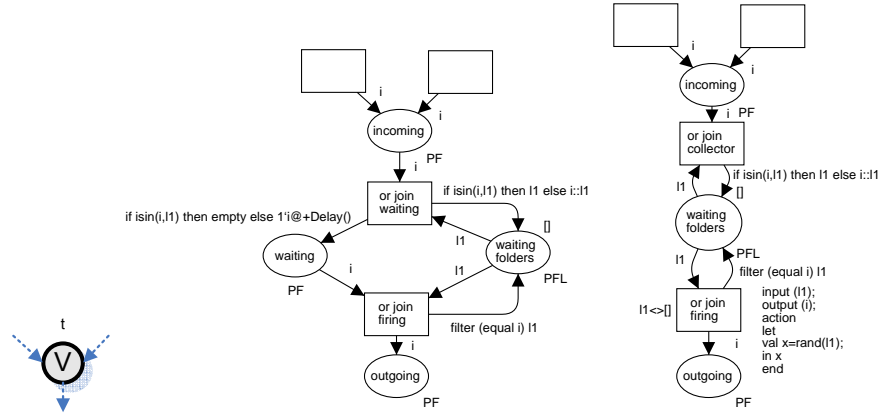 t
V
i
i
incoming
PF
i
or join
waiting
if isin(i,l1) then l1 else i::l1
if isin(i,l1) then empty else 1'i@+Delay()
[]
l1
waiting
waiting
folders
l1
i
PF
PFL
or join
firing
filter (equal i) l1
i
outgoing
PF
i
i
incoming
i
PF
or join
collector
if isin(i,l1) then l1 else i::l1
l1
[]
waiting
folders
PFL
l1
filter (equal i) l1
l1<>[]
or join
firing
input (l1);
output (i);
action
let
val x=rand(l1);
in x
end
i
outgoing
PF